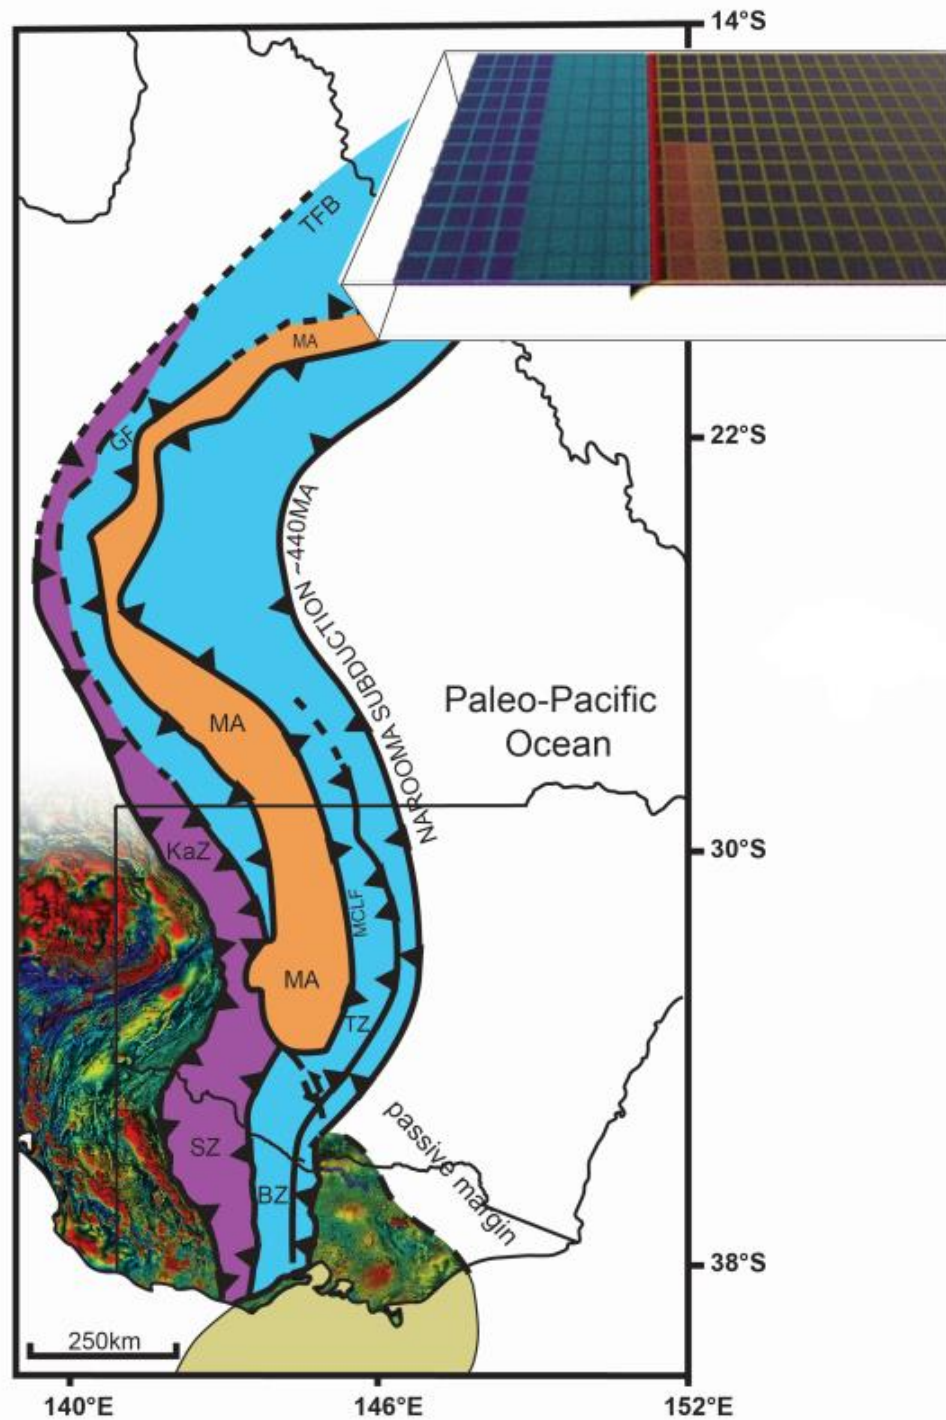 14°S
TFB
MA
GF
22°S
NAROOMA SUBDUCTION ~440MA
Paleo-Pacific
Ocean
MA
KaZ
30°S
MCLF
MA
TZ
passive margin
SZ
BZ
38°S
250km
140°E
146°E
152°E